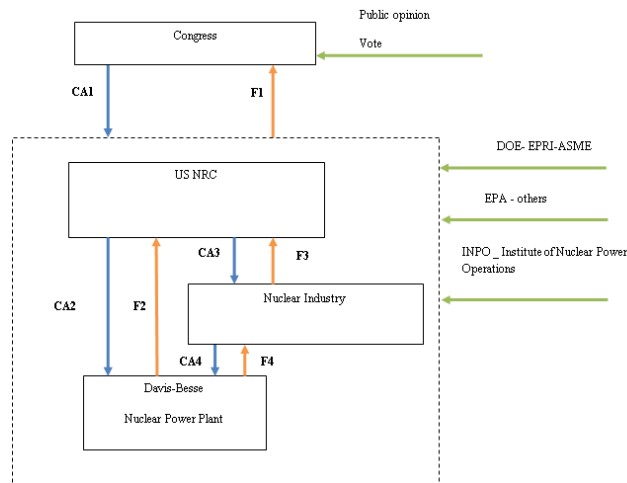 Public opinion
Congress
Vote
CA1
F1
DOE- EPRI-ASME
US NRC
EPA - others
INPO _ Institute of Nuclear Power
Operations
CA3
F3
CA2
F2
Nuclear Industry
CA4
F4
Davis-Besse
Nuclear Power Plant